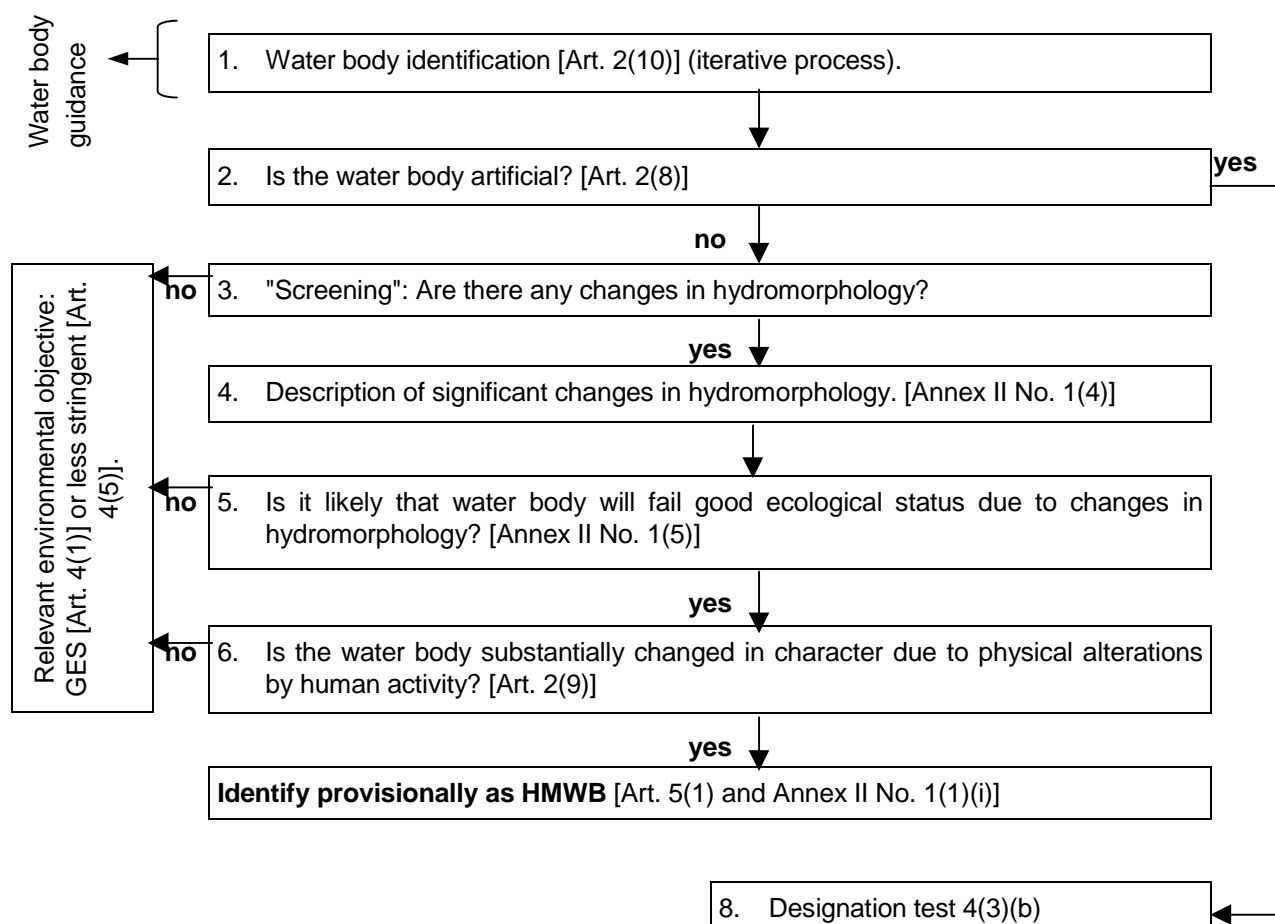 Water body
guidance
1. Water body identification [Art. 2(10)] (iterative process).
2. Is the water body artificial? [Art. 2(8)]
yes
no
Relevant environmental objective:
GES [Art. 4(1)] or less stringent [Art.
4(5)].
no
3. "Screening": Are there any changes in hydromorphology?
yes
4. Description of significant changes in hydromorphology. [Annex II No. 1(4)]
no
5. Is it likely that water body will fail good ecological status due to changes in
hydromorphology? [Annex II No. 1(5)]
yes
no
6. Is the water body substantially changed in character due to physical alterations
by human activity? [Art. 2(9)]
yes
Identify provisionally as HMWB [Art. 5(1) and Annex II No. 1(1)(i)]
8. Designation test 4(3)(b)